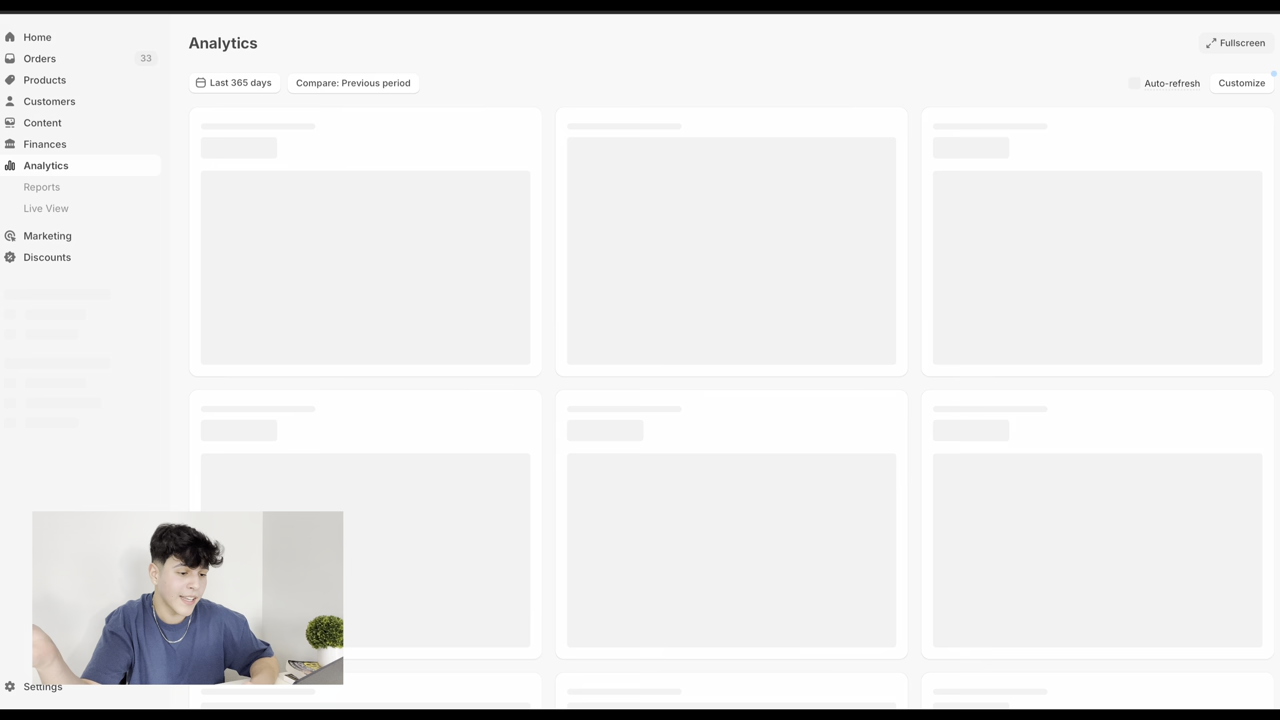 Home
Orders 33
Products
Customers
Content
Finances
Analytics
Reports
Live View
Marketing
Discounts
Settings
Analytics
Fullscreen
Last 365 days
Compare: Previous period
Auto-refresh
Customize